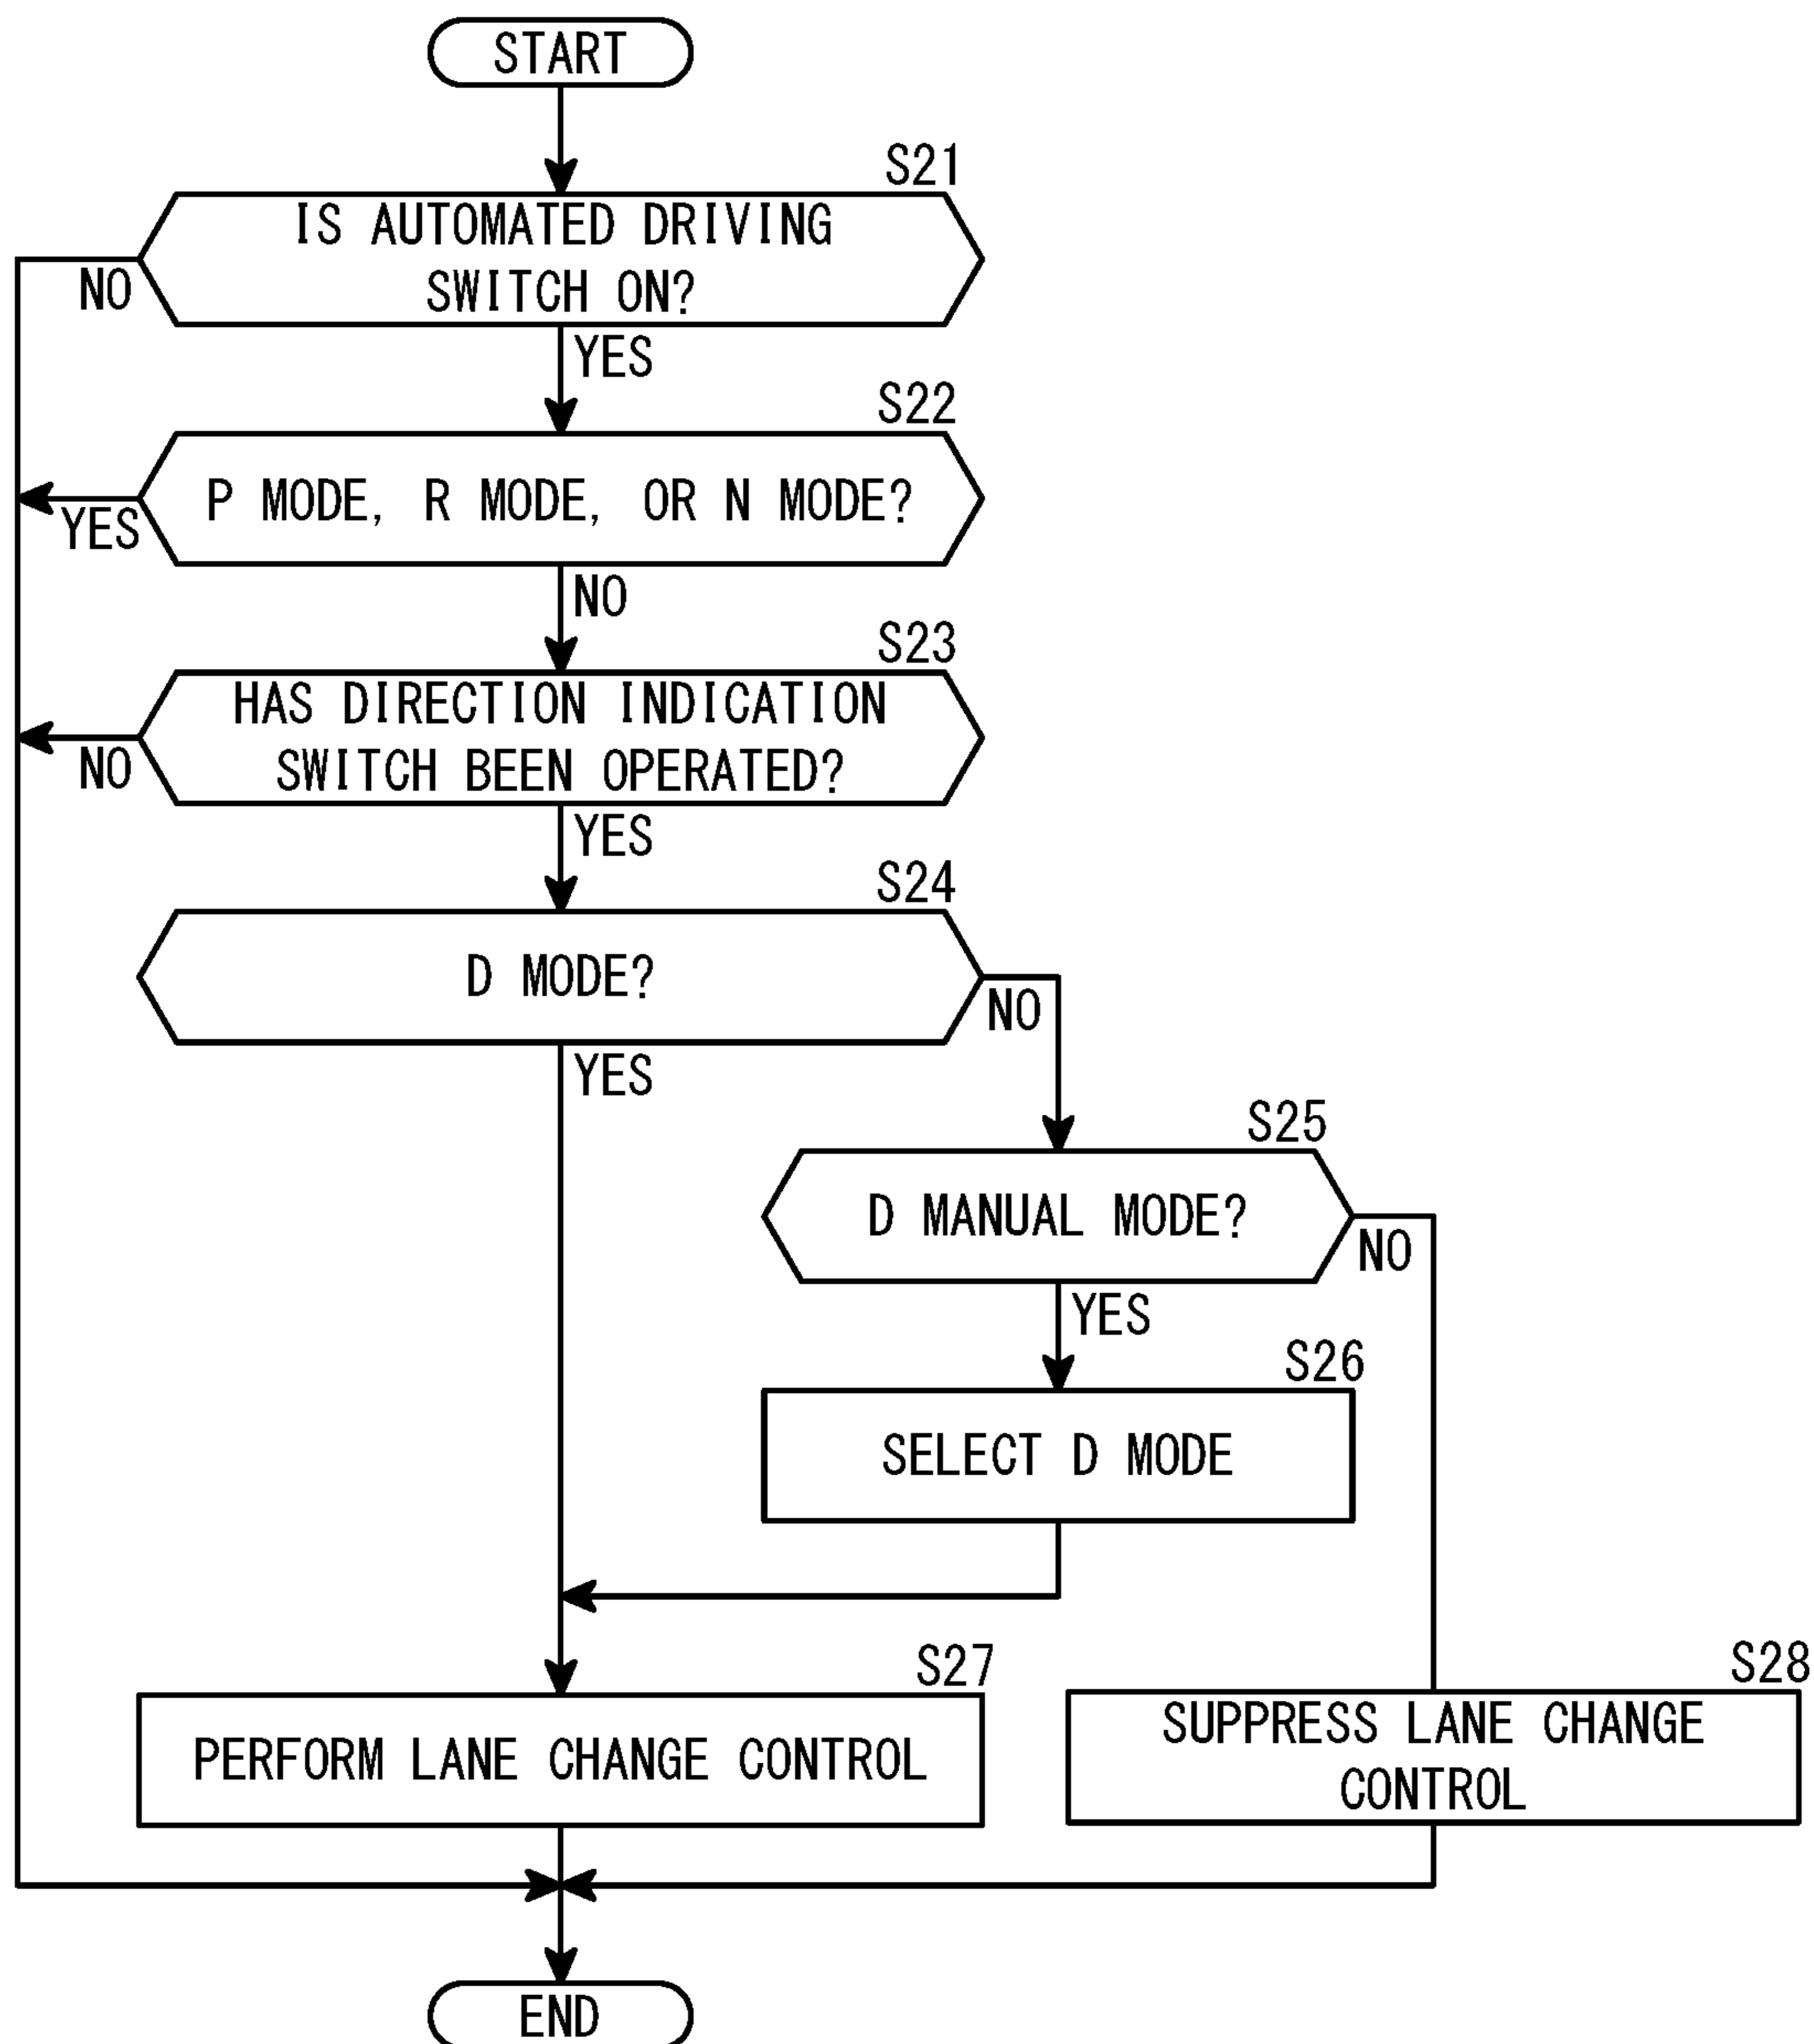 START
S21
IS AUTOMATED DRIVING
SWITCH ON?
NO
YES
S22
P MODE, R MODE, OR N MODE?
YES
NO
S23
HAS DIRECTION INDICATION
SWITCH BEEN OPERATED?
NO
YES
S24
D MODE?
NO
YES
S25
D MANUAL MODE?
NO
YES
S26
SELECT D MODE
S27
PERFORM LANE CHANGE CONTROL
S28
SUPPRESS LANE CHANGE
CONTROL
END